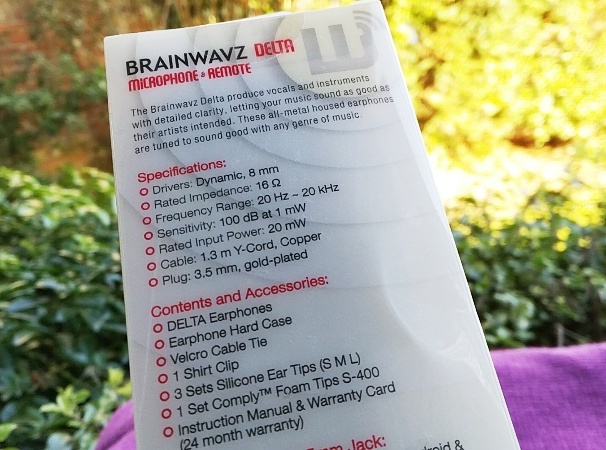 BRAINWAVZ DELTA
MiCROPHONE & REMOTE
The Brainwavz Delta produce vocals and instruments
with detailed clarity, letting your music sound as good as
their artists intended. These all-metal housed earphones
are tuned to sound good with any genre of music.
Specifications:
Drivers: Dynamic, 8 mm
Rated Impedance: 16 Ω
Frequency Range: 20 Hz ~ 20 kHz
Sensitivity: 100 dB at 1 mW
Rated Input Power: 20 mW
Cable: 1.3 m Y-Cord, Copper
Plug: 3.5 mm, gold-plated
Contents and Accessories:
DELTA Earphones
Earphone Hard Case
Velcro Cable Tie
1 Shirt Clip
3 Sets Silicone Ear Tips (S M L)
1 Set Comply™ Foam Tips S-400
Instruction Manual & Warranty Card
(24 month warranty)
Jack:
&